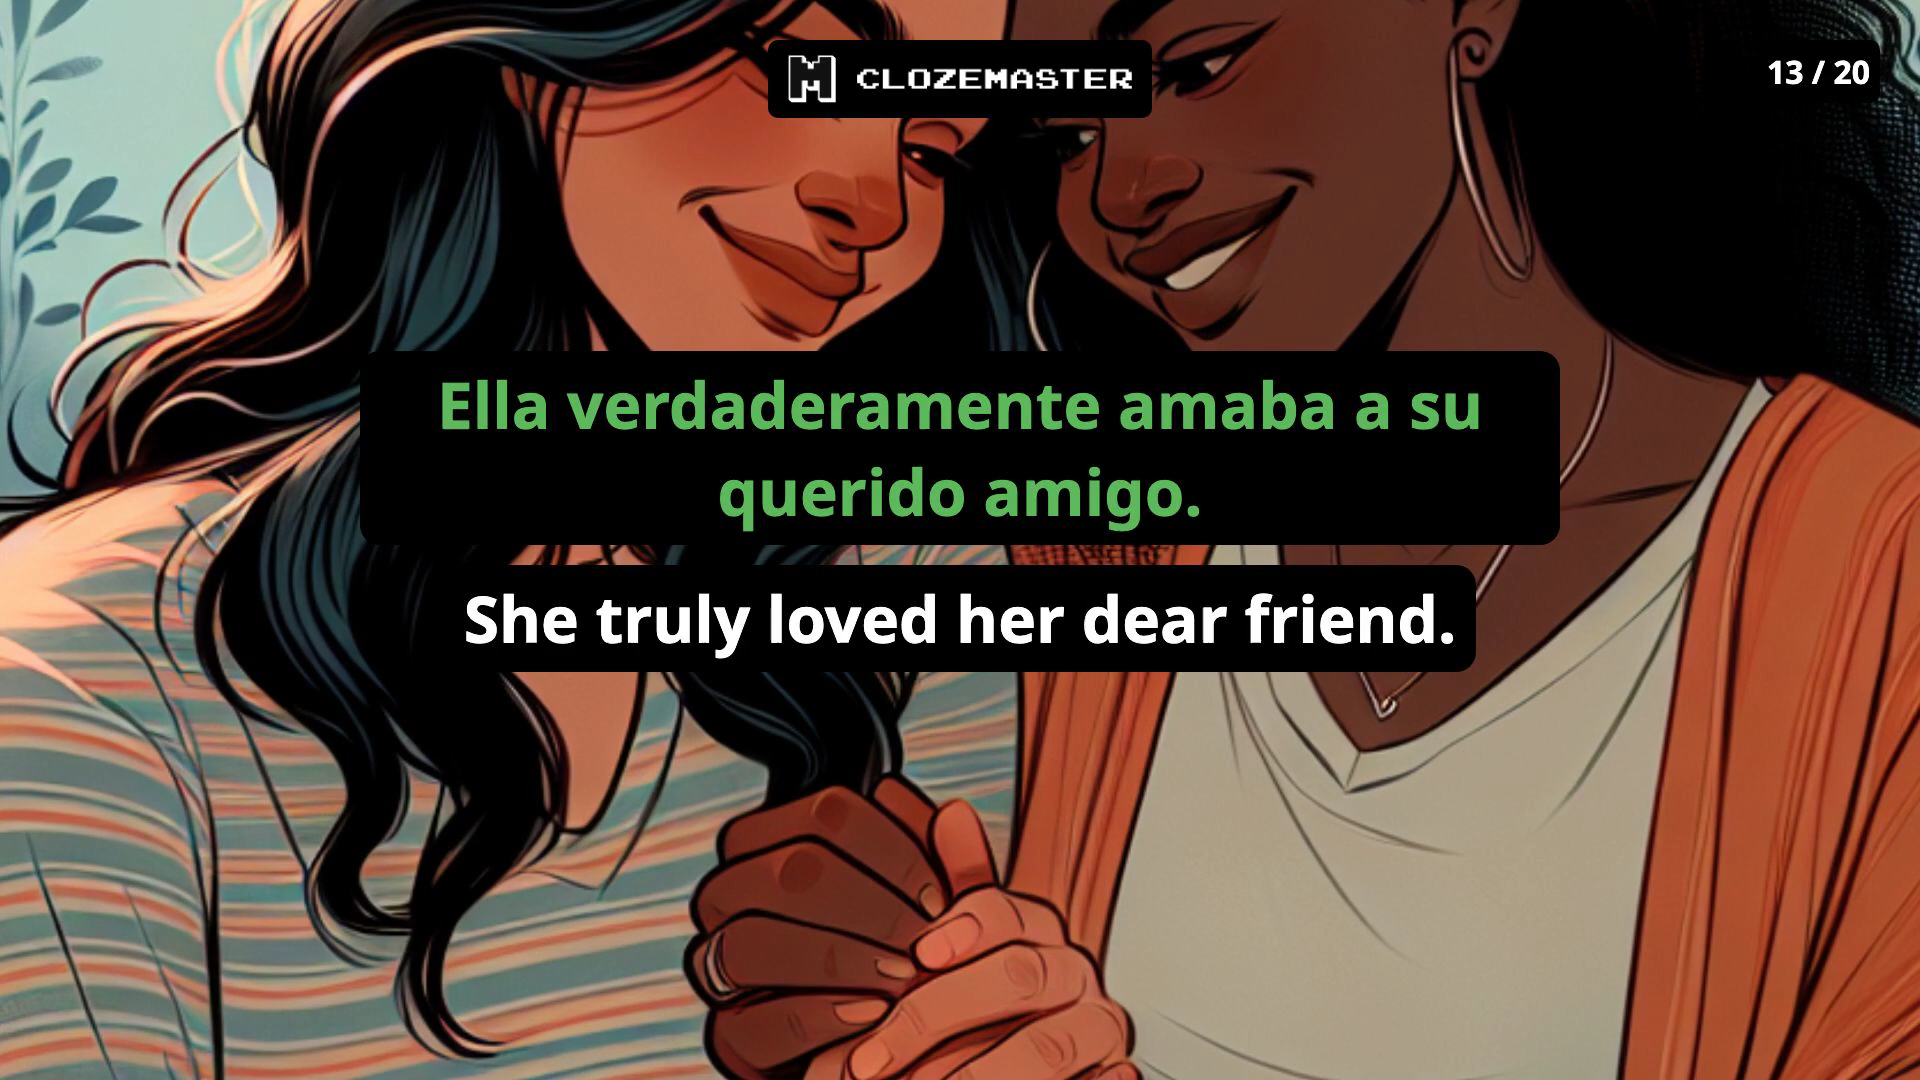 CLOZEMASTER
13 / 20
Ella verdaderamente amaba a su
querido amigo.
She truly loved her dear friend.